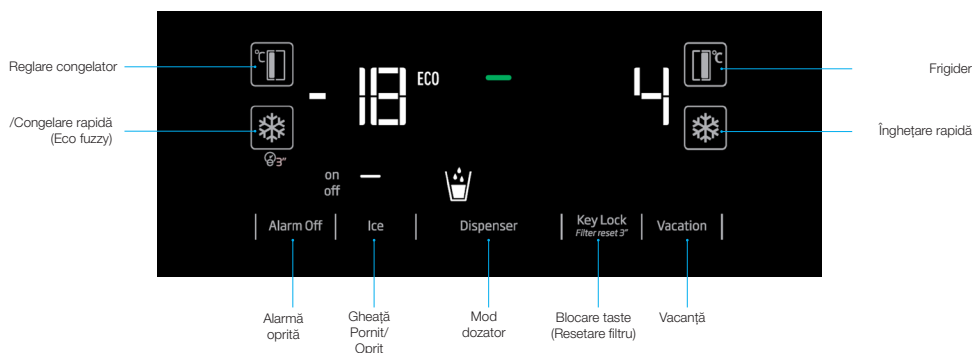 Reglare congelator
/Congelare rapidă
(Eco fuzzy)
°C
- 18 ECO
4
°C
3"
on
off
Alarm Off
Ice
Dispenser
Key Lock
Filter reset 3"
Vacation
Frigider
Înghețare rapidă
Alarmă
oprită
Gheață
Pornit/
Oprit
Mod
dozator
Blocare taste
(Resetare filtru)
Vacanță